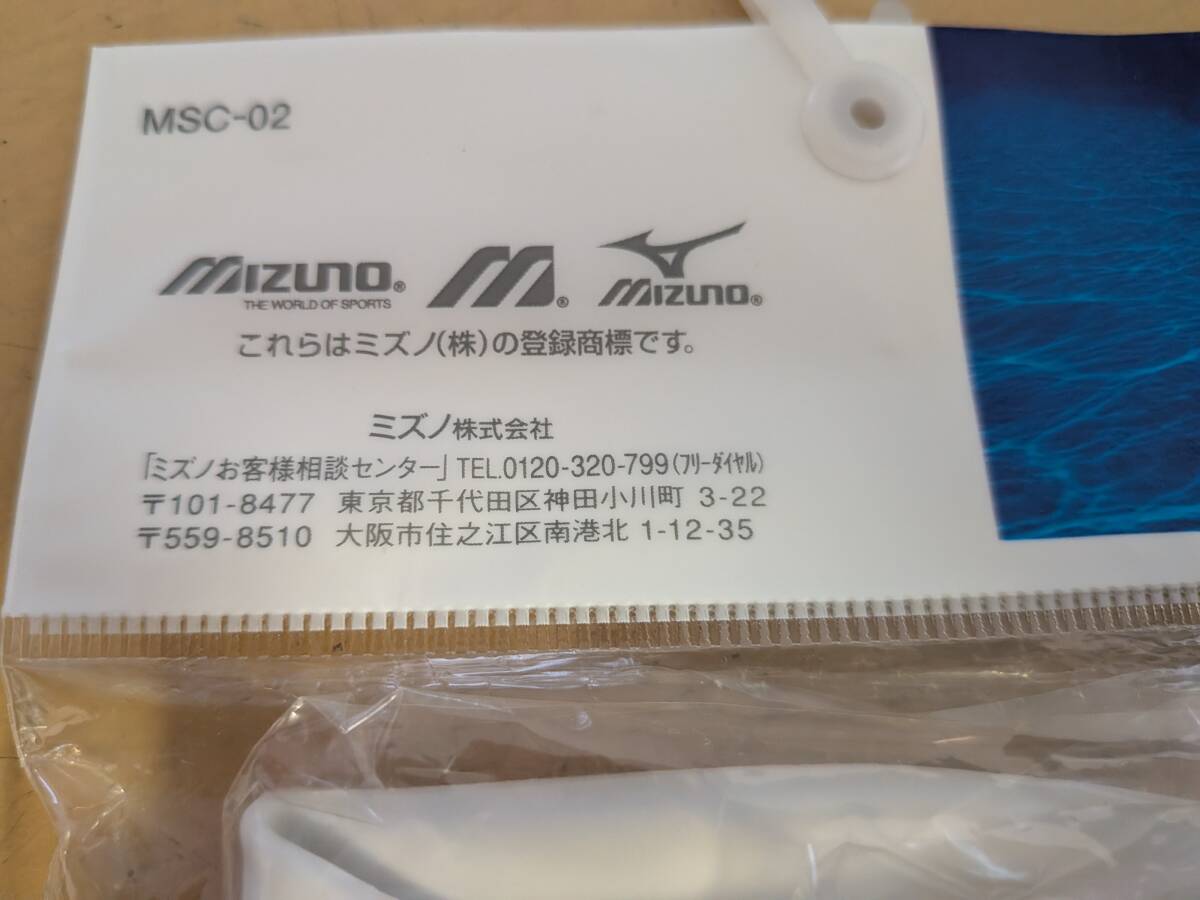 MSC-02
MIZUNO® M® MIZUNO®
THE WORLD OF SPORTS
これらはミズノ(株)の登録商標です。
ミズノ株式会社
「ミズノお客様相談センター」TEL.0120-320-799(ﾌﾘｰﾀﾞｲﾔﾙ)
〒101-8477 東京都千代田区神田小川町 3-22
〒559-8510 大阪市住之江区南港北 1-12-35